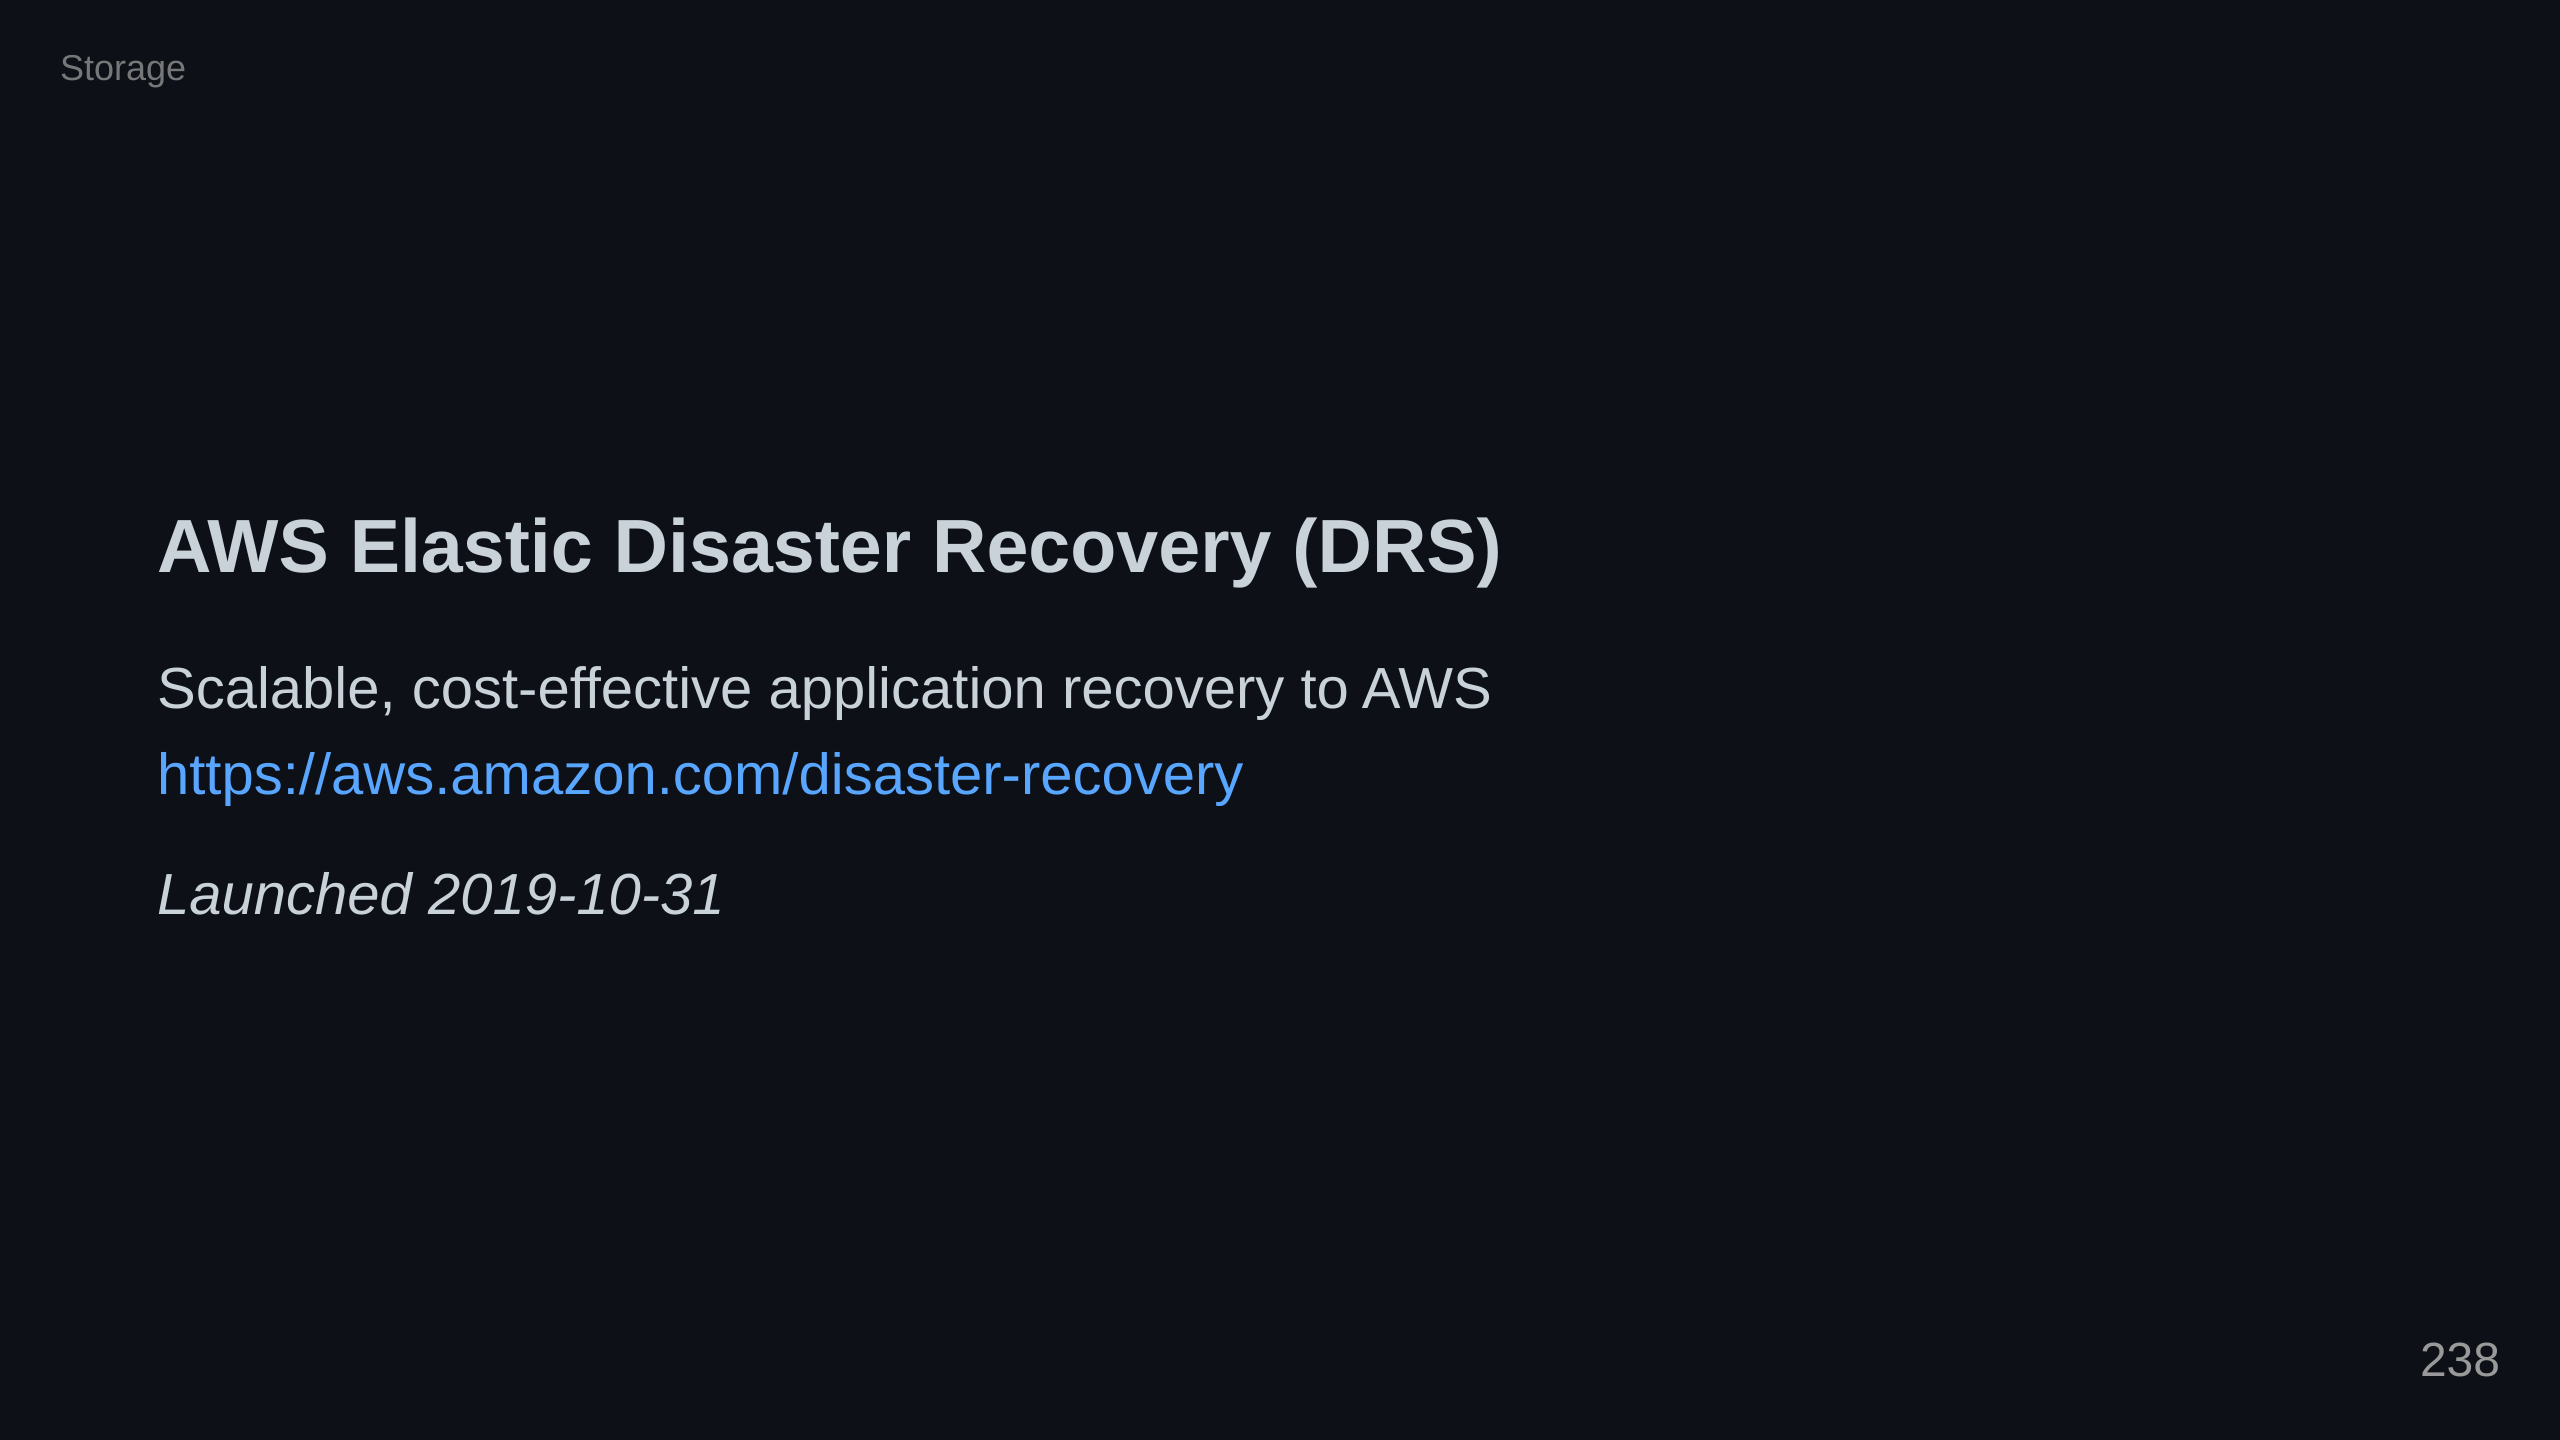 Storage
AWS Elastic Disaster Recovery (DRS)
Scalable, cost-effective application recovery to AWS
https://aws.amazon.com/disaster-recovery
Launched 2019-10-31
238